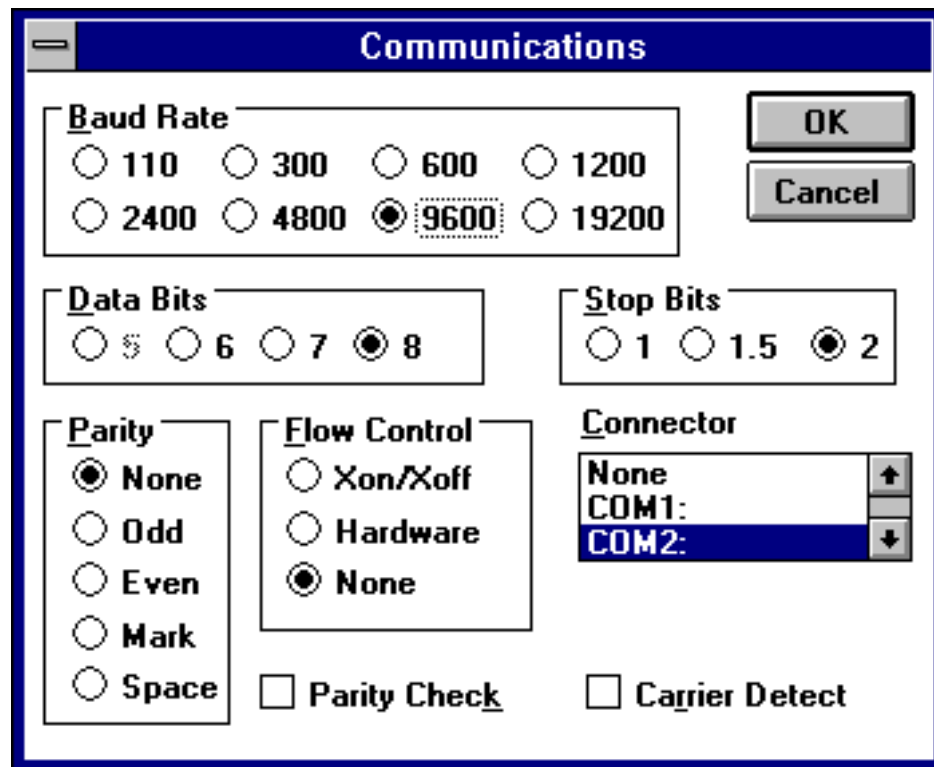 Communications
Baud Rate
110 300 600 1200
2400 4800 9600 19200
OK
Cancel
Data Bits
5 6 7 8
Stop Bits
1 1.5 2
Parity
None
Odd
Even
Mark
Space
Flow Control
Xon/Xoff
Hardware
None
Connector
None
COM1:
COM2:
Parity Check
Carrier Detect